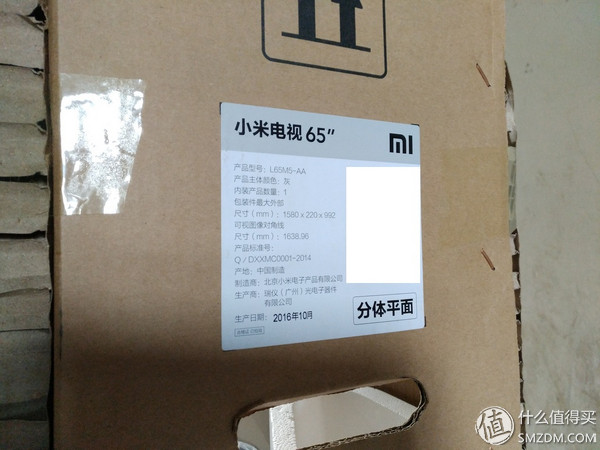 小米电视 65"
mi
产品型号：L65M5-AA
产品主体颜色：灰
内装产品数量：1
包装件最大外部
尺寸（mm）：1580 x 220 x 992
可视图像对角线
尺寸（mm）：1638.96
产品标准号：
Q／DXXMC0001-2014
产地：中国制造
制造商：北京小米电子产品有限公司
生产商：瑞仪（广州）光电子器件
有限公司
生产日期：2016年10月
分体平面
值 什么值得买
SMZDM.COM